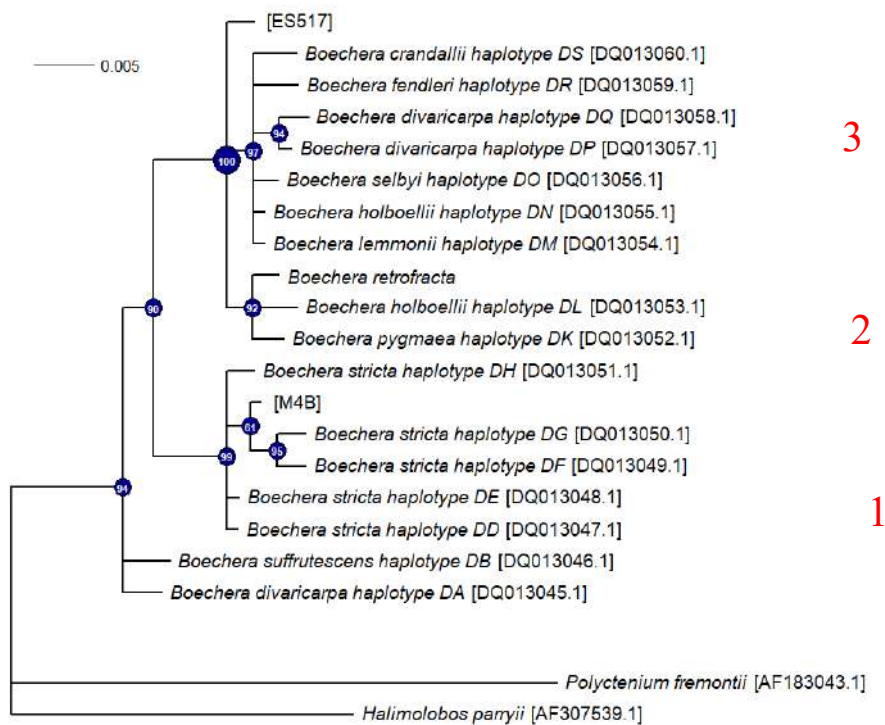 [ES517]
0.005
Boechera crandallii haplotype DS [DQ013060.1]
Boechera fendleri haplotype DR [DQ013059.1]
Boechera divaricarpa haplotype DQ [DQ013058.1]
94
3
100
97
Boechera divaricarpa haplotype DP [DQ013057.1]
Boechera selbyi haplotype DO [DQ013056.1]
Boechera holboellii haplotype DN [DQ013055.1]
Boechera lemmonii haplotype DM [DQ013054.1]
Boechera retrofracta
90
92
Boechera holboellii haplotype DL [DQ013053.1]
2
Boechera pygmaea haplotype DK [DQ013052.1]
Boechera stricta haplotype DH [DQ013051.1]
[M4B]
61
Boechera stricta haplotype DG [DQ013050.1]
99
95
Boechera stricta haplotype DF [DQ013049.1]
94
Boechera stricta haplotype DE [DQ013048.1]
1
Boechera stricta haplotype DD [DQ013047.1]
Boechera suffrutescens haplotype DB [DQ013046.1]
Boechera divaricarpa haplotype DA [DQ013045.1]
Polyctenium fremontii [AF183043.1]
Halimolobos parryii [AF307539.1]